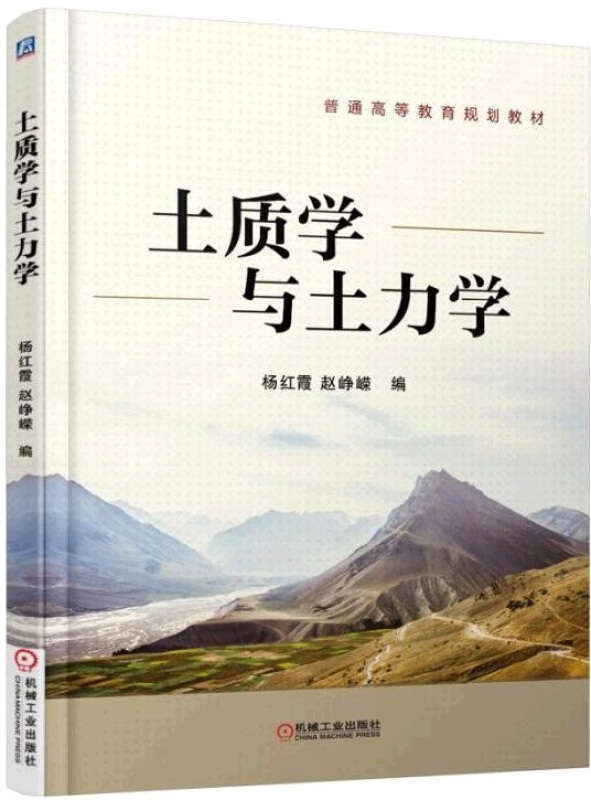 普通高等教育规划教材
土质学
与土力学
杨红霞 赵峥嵘 编
机械工业出版社
CHINA MACHINE PRESS
土质学与土力学
杨红霞 赵峥嵘 编
机械工业出版社
CHINA MACHINE PRESS